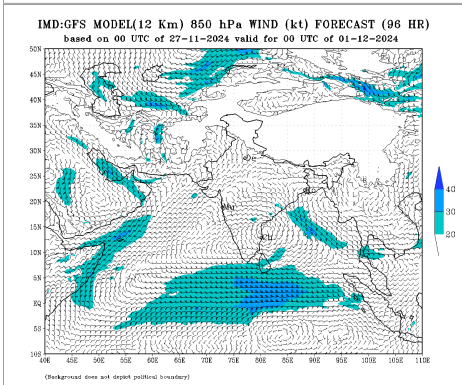 IMD:GFS MODEL(12 Km) 850 hPa WIND (kt) FORECAST (96 HR)
based on 00 UTC of 27-11-2024 valid for 00 UTC of 01-12-2024
50N
45N
40N
35N
30N
25N
20N
15N
10N
5N
EQ
5S
10S
40E 45E 50E 55E 60E 65E 70E 75E 80E 85E 90E 95E 100E 105E 110E
40
30
20
(Background does not depict political boundary)